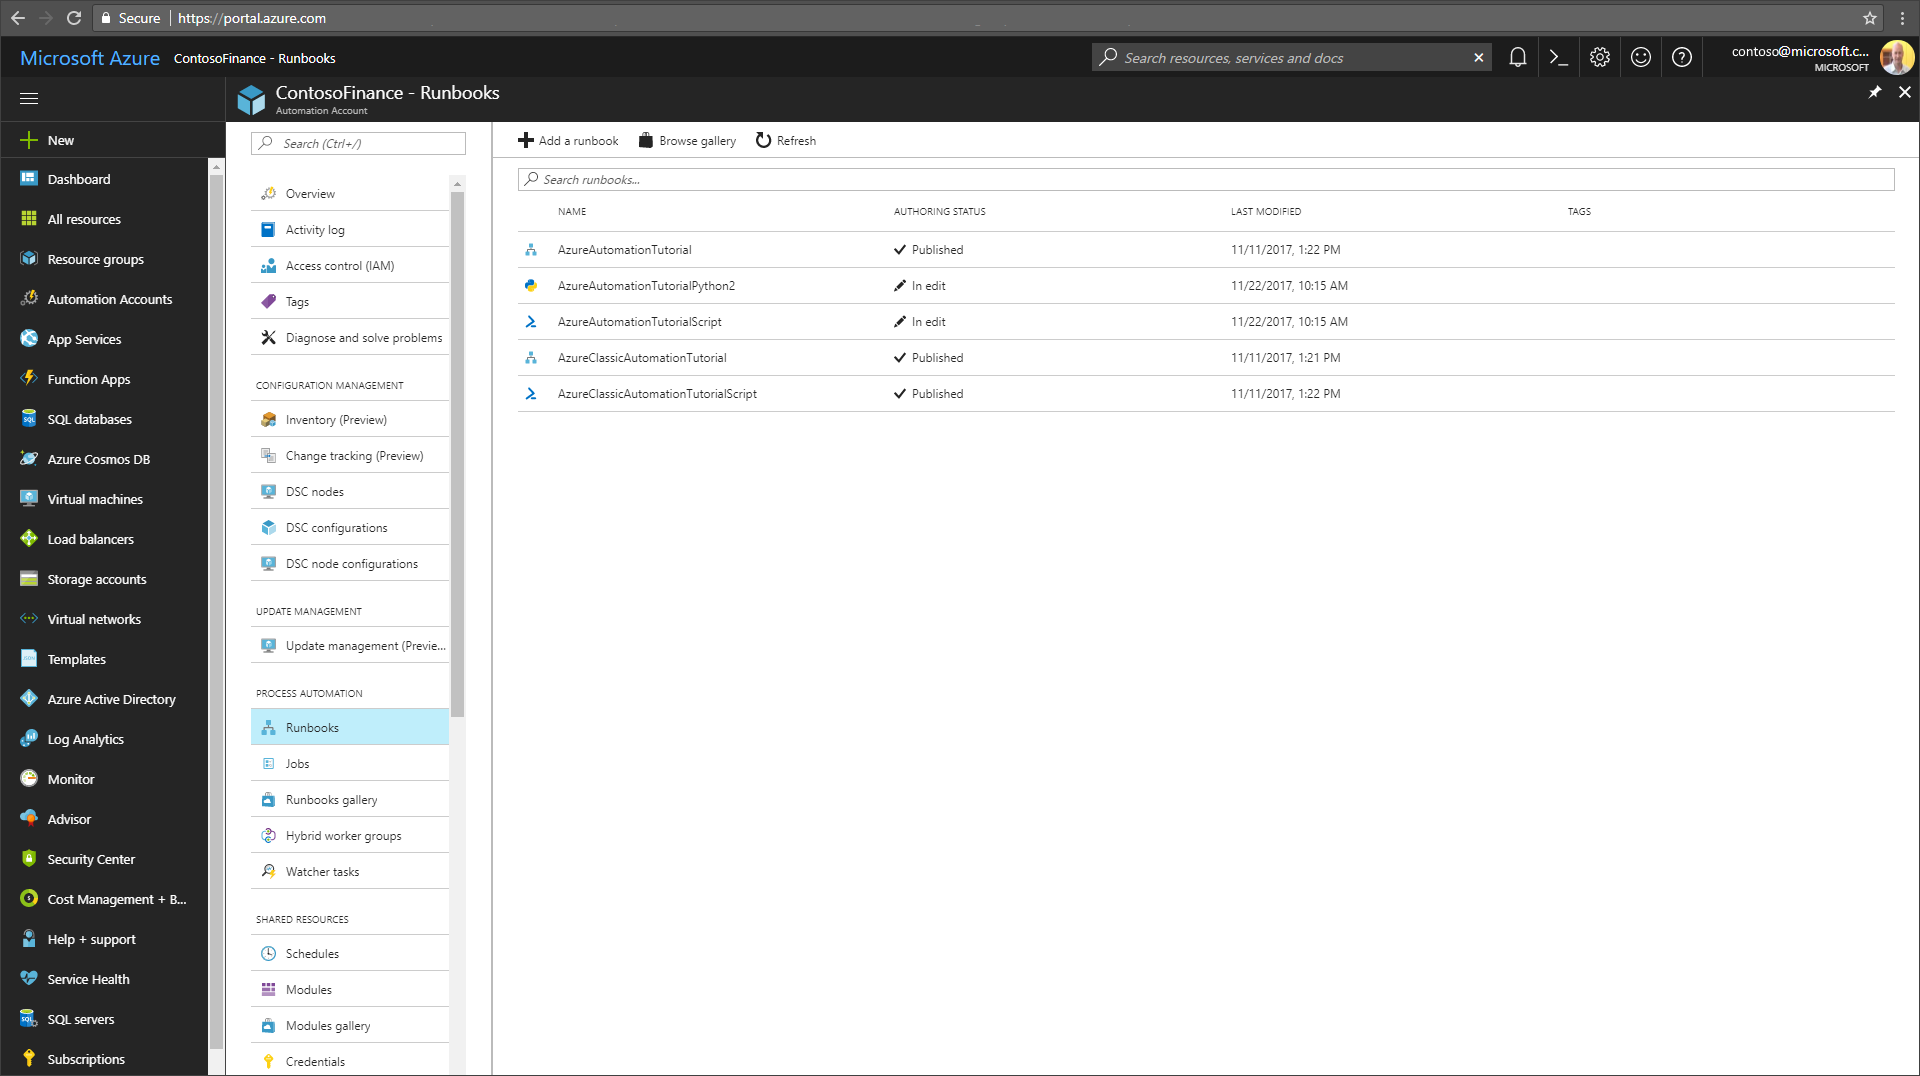 Secure | https://portal.azure.com
Microsoft Azure ContosoFinance - Runbooks
Search resources, services and docs
contoso@microsoft.c...
MICROSOFT
ContosoFinance - Runbooks
Automation Account
New
Dashboard
All resources
Resource groups
Automation Accounts
App Services
Function Apps
SQL databases
Azure Cosmos DB
Virtual machines
Load balancers
Storage accounts
Virtual networks
Templates
Azure Active Directory
Log Analytics
Monitor
Advisor
Security Center
Cost Management + B...
Help + support
Service Health
SQL servers
Subscriptions
Search (Ctrl+/)
Overview
Activity log
Access control (IAM)
Tags
Diagnose and solve problems
CONFIGURATION MANAGEMENT
Inventory (Preview)
Change tracking (Preview)
DSC nodes
DSC configurations
DSC node configurations
UPDATE MANAGEMENT
Update management (Previe...
PROCESS AUTOMATION
Runbooks
Jobs
Runbooks gallery
Hybrid worker groups
Watcher tasks
SHARED RESOURCES
Schedules
Modules
Modules gallery
Credentials
Add a runbook Browse gallery Refresh
Search runbooks...
NAME AUTHORING STATUS LAST MODIFIED TAGS
AzureAutomationTutorial Published 11/11/2017, 1:22 PM
AzureAutomationTutorialPython2 In edit 11/22/2017, 10:15 AM
AzureAutomationTutorialScript In edit 11/22/2017, 10:15 AM
AzureClassicAutomationTutorial Published 11/11/2017, 1:21 PM
AzureClassicAutomationTutorialScript Published 11/11/2017, 1:22 PM